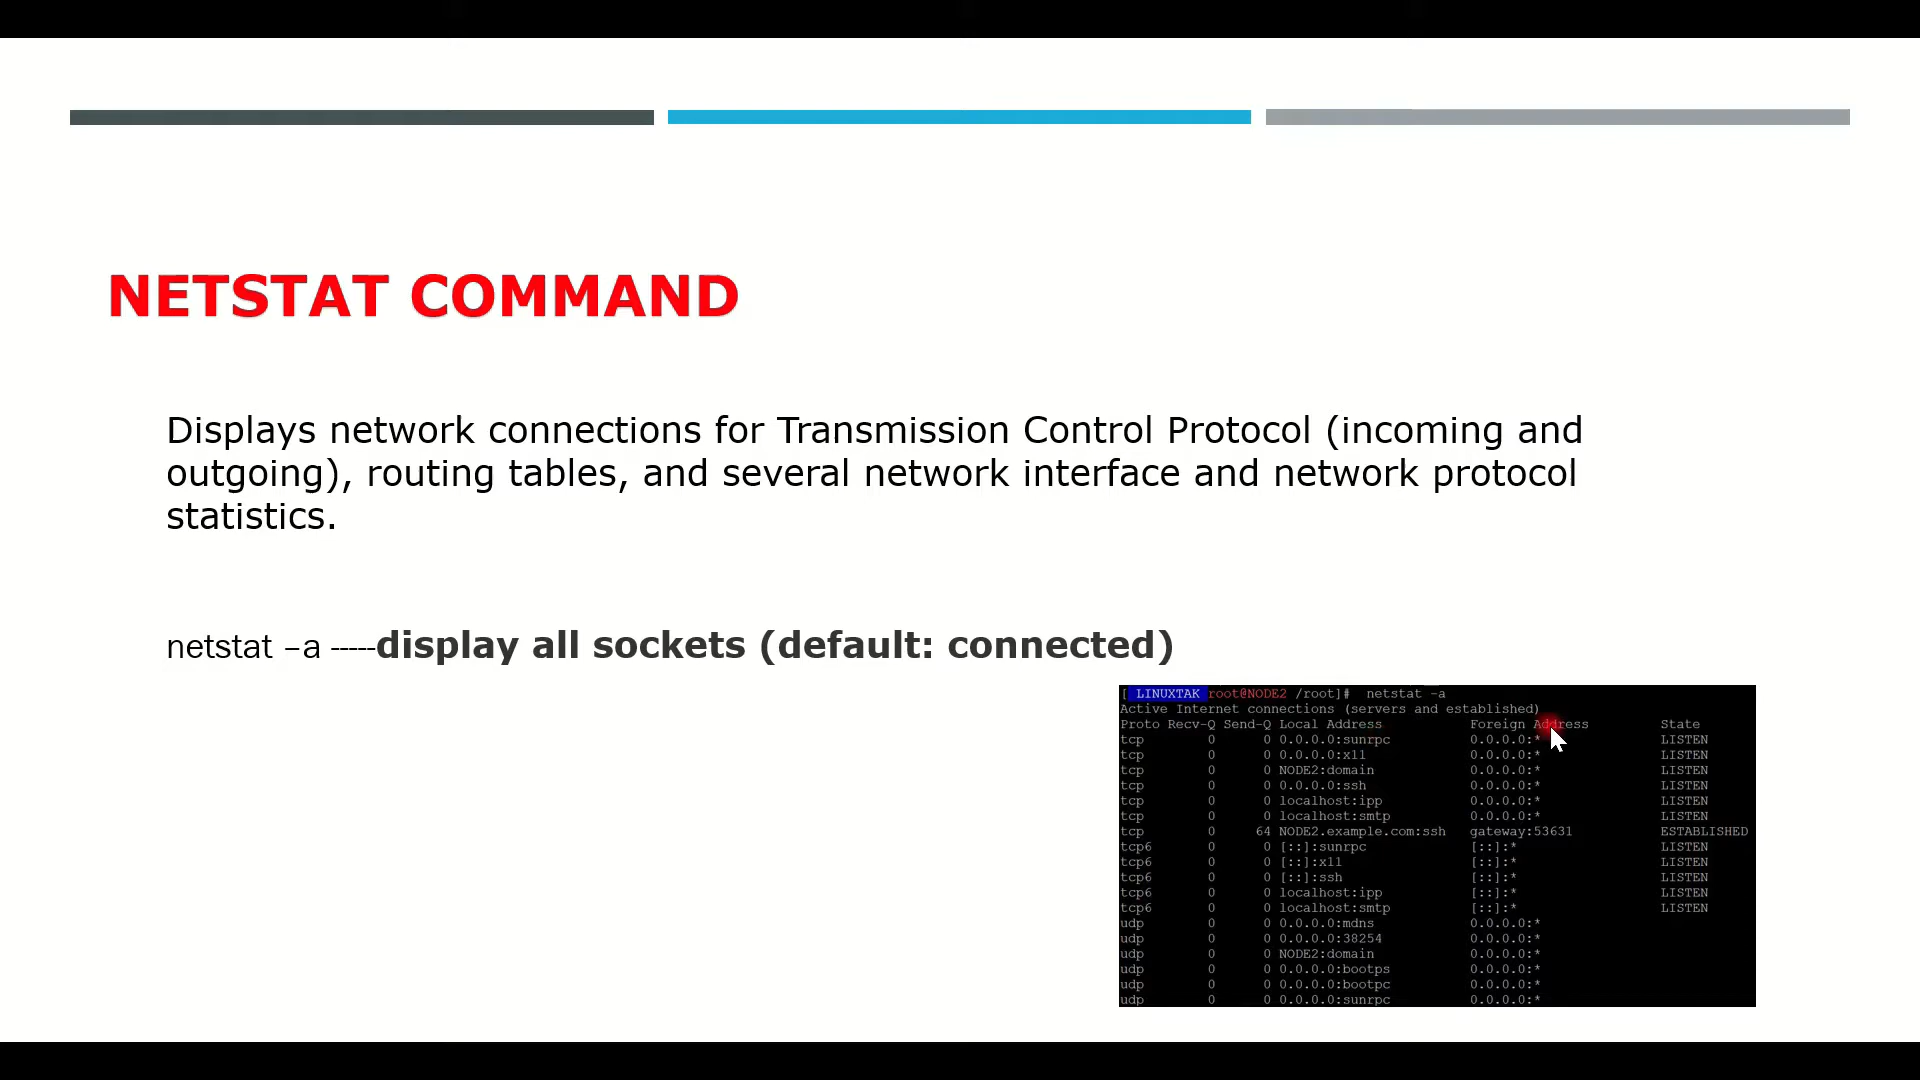 NETSTAT COMMAND
Displays network connections for Transmission Control Protocol (incoming and
outgoing), routing tables, and several network interface and network protocol
statistics.
netstat –a -----display all sockets (default: connected)
[ LINUXTAK root@NODE2 /root]# netstat -a
Active Internet connections (servers and established)
Proto Recv-Q Send-Q Local Address Foreign Address State
tcp 0 0 0.0.0.0:sunrpc 0.0.0.0:* LISTEN
tcp 0 0 0.0.0.0:x11 0.0.0.0:* LISTEN
tcp 0 0 NODE2:domain 0.0.0.0:* LISTEN
tcp 0 0 0.0.0.0:ssh 0.0.0.0:* LISTEN
tcp 0 0 localhost:ipp 0.0.0.0:* LISTEN
tcp 0 0 localhost:smtp 0.0.0.0:* LISTEN
tcp 0 64 NODE2.example.com:ssh gateway:53631 ESTABLISHED
tcp6 0 0 [::]:sunrpc [::]:* LISTEN
tcp6 0 0 [::]:x11 [::]:* LISTEN
tcp6 0 0 [::]:ssh [::]:* LISTEN
tcp6 0 0 localhost:ipp [::]:* LISTEN
tcp6 0 0 localhost:smtp [::]:* LISTEN
udp 0 0 0.0.0.0:mdns 0.0.0.0:*
udp 0 0 0.0.0.0:38254 0.0.0.0:*
udp 0 0 NODE2:domain 0.0.0.0:*
udp 0 0 0.0.0.0:bootps 0.0.0.0:*
udp 0 0 0.0.0.0:bootpc 0.0.0.0:*
udp 0 0 0.0.0.0:sunrpc 0.0.0.0:*